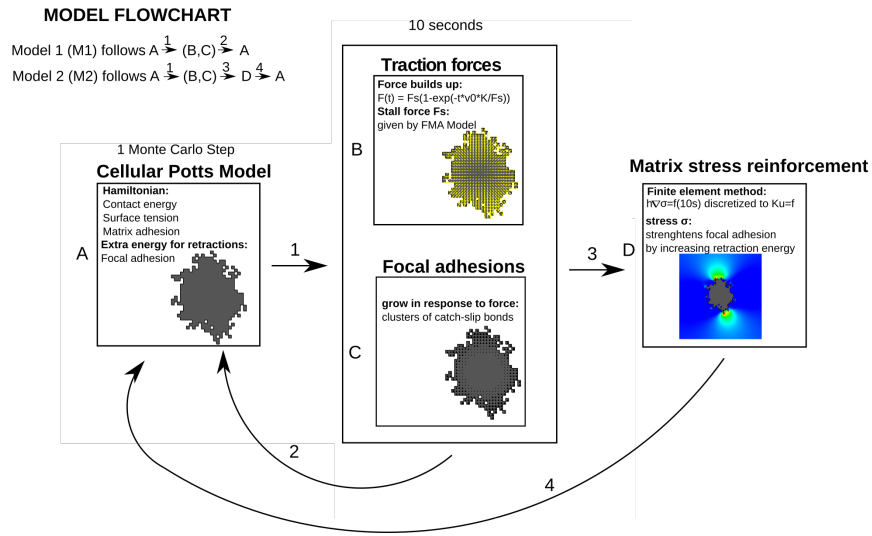 MODEL FLOWCHART
Model 1 (M1) follows A 1 (B,C) 2 A
Model 2 (M2) follows A 1 (B,C) 3 D 4 A
10 seconds
Traction forces
Force builds up:
F(t) = Fs(1-exp(-t*v0*K/Fs))
Stall force Fs:
given by FMA Model
B
1 Monte Carlo Step
Cellular Potts Model
Hamiltonian:
Contact energy
Surface tension
Matrix adhesion
Extra energy for retractions:
Focal adhesion
A
1
Focal adhesions
grow in response to force:
clusters of catch-slip bonds
C
3
Matrix stress reinforcement
Finite element method:
h∇σ=f(10s) discretized to Ku=f
stress σ:
strenghtens focal adhesion
by increasing retraction energy
D
2
4